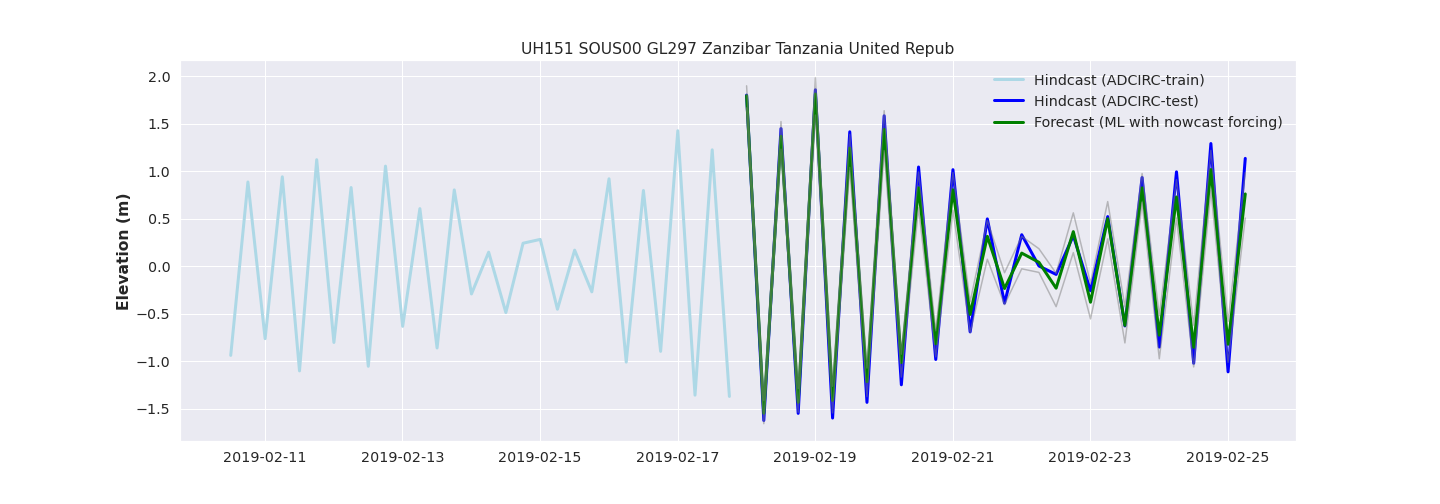 UH151 SOUS00 GL297 Zanzibar Tanzania United Repub
Hindcast (ADCIRC-train)
Hindcast (ADCIRC-test)
Forecast (ML with nowcast forcing)
Elevation (m)
2.0
1.5
1.0
0.5
0.0
−0.5
−1.0
−1.5
2019-02-11 2019-02-13 2019-02-15 2019-02-17 2019-02-19 2019-02-21 2019-02-23 2019-02-25